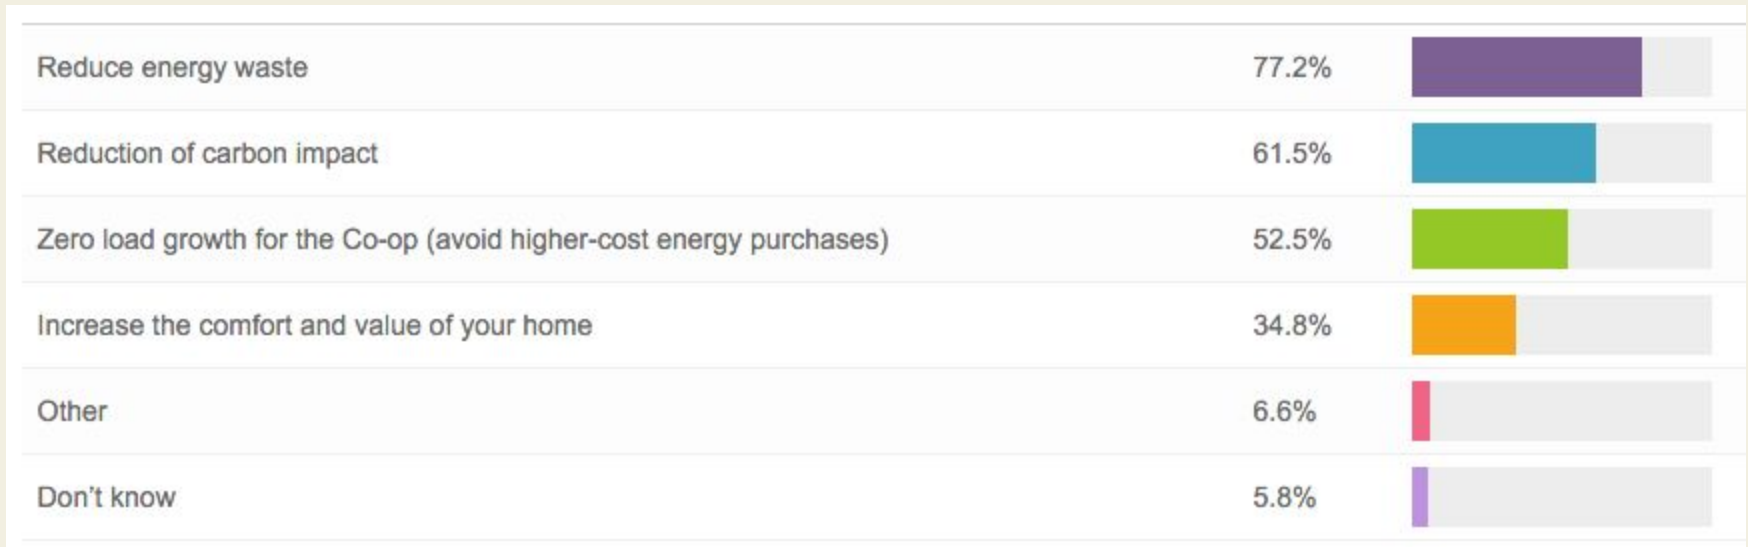 Reduce energy waste 77.2%
Reduction of carbon impact 61.5%
Zero load growth for the Co-op (avoid higher-cost energy purchases) 52.5%
Increase the comfort and value of your home 34.8%
Other 6.6%
Don’t know 5.8%